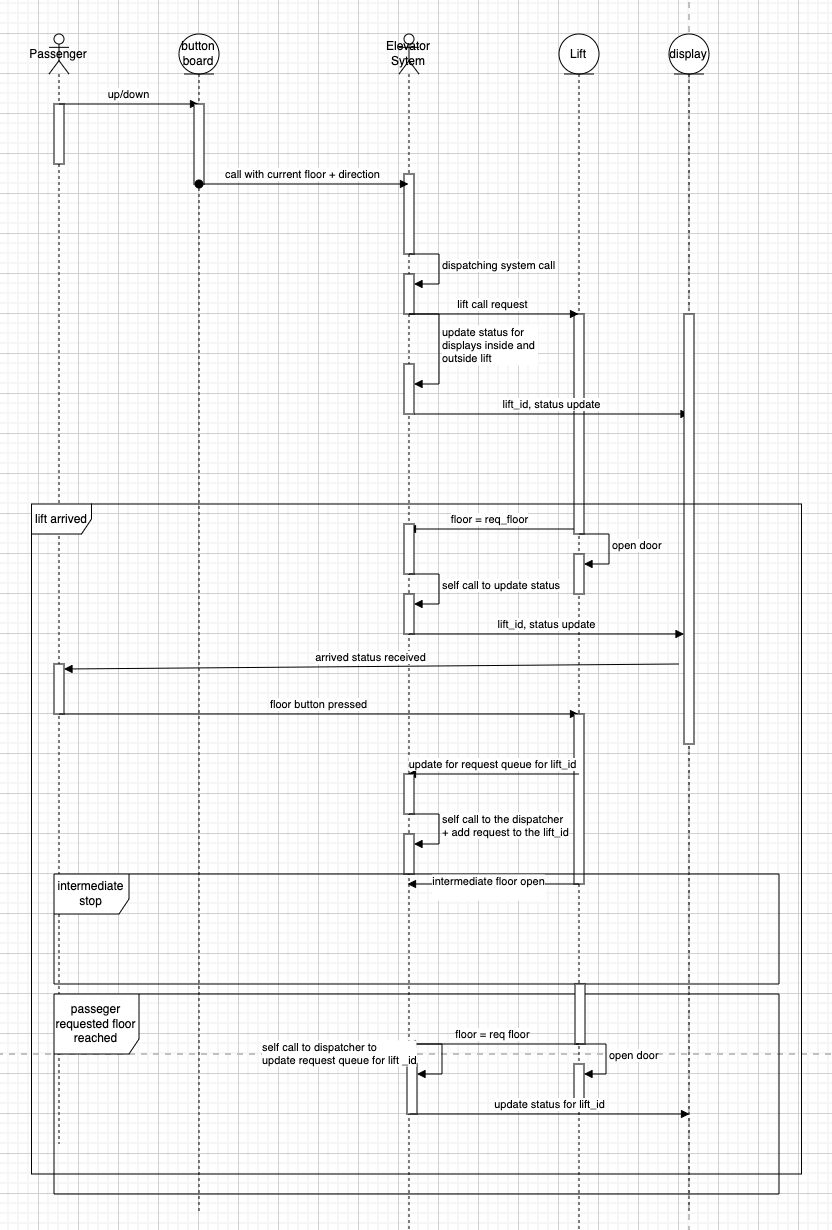 Passenger
button
board
Elevator
Sytem
Lift
display
up/down
call with current floor + direction
dispatching system call
lift call request
update status for
displays inside and
outside lift
lift_id, status update
lift arrived
floor = req_floor
open door
self call to update status
lift_id, status update
arrived status received
floor button pressed
update for request queue for lift_id
self call to the dispatcher
+ add request to the lift_id
intermediate
stop
intermediate floor open
passeger
requested floor
reached
floor = req floor
self call to dispatcher to
update request queue for lift _id
open door
update status for lift_id